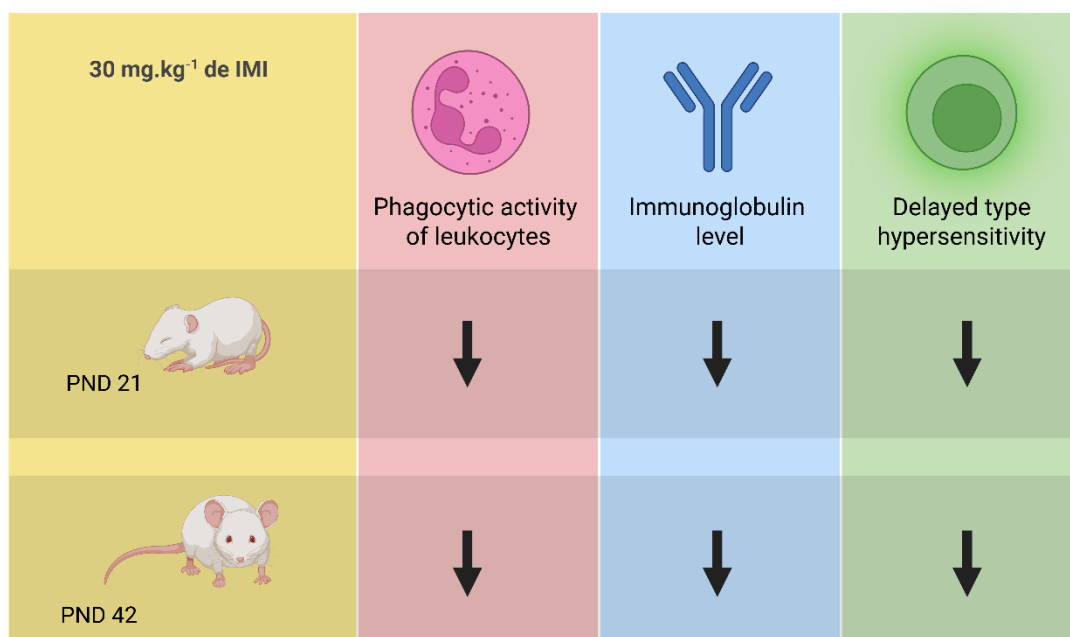 30 mg.kg⁻¹ de IMI
Phagocytic activity
of leukocytes
Immunoglobulin
level
Delayed type
hypersensitivity
PND 21
PND 42